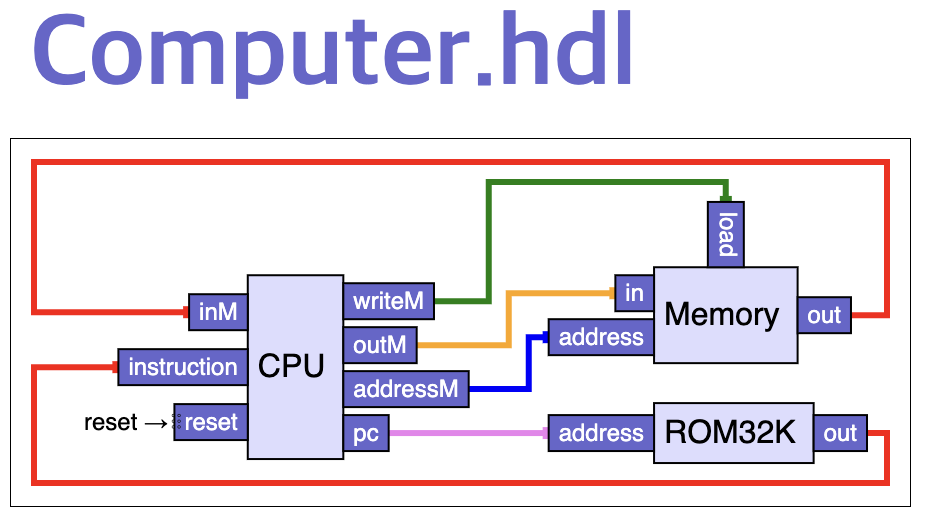 Computer.hdl
load
writeM
in
inM
Memory
out
outM
address
instruction
CPU
addressM
reset → reset
pc
address
ROM32K
out